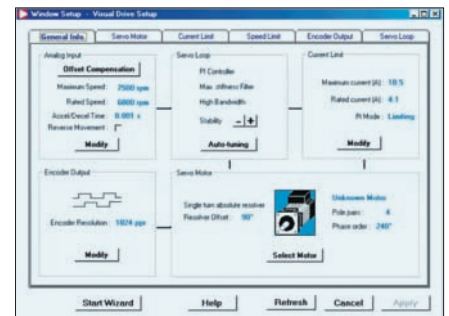 Window Setup - Visual Drive Setup
General Info.
Servo Motor
Current Limit
Speed Limit
Encoder Output
Servo Loop
Analog Input
Offset Compensation
Maximum Speed : 7500 rpm
Rated Speed : 6000 rpm
Accel/Decel Time : 0.001 s
Reverse Movement :
Modify
Servo Loop
PI Controller
Max. stiffness Filter
High Bandwidth
Stability - +
Auto-tuning
Current Limit
Maximum current [A] : 10.5
Rated current [A] : 4.1
I²t Mode : Limiting
Modify
Encoder Output
Encoder Resolution : 1024 ppr
Modify
Servo Motor
Single turn absolute resolver
Resolver Offset : 90°
Unknown Motor
Pole pairs : 4
Phase order : 240°
Select Motor
Start Wizard
Help
Refresh
Cancel
Apply